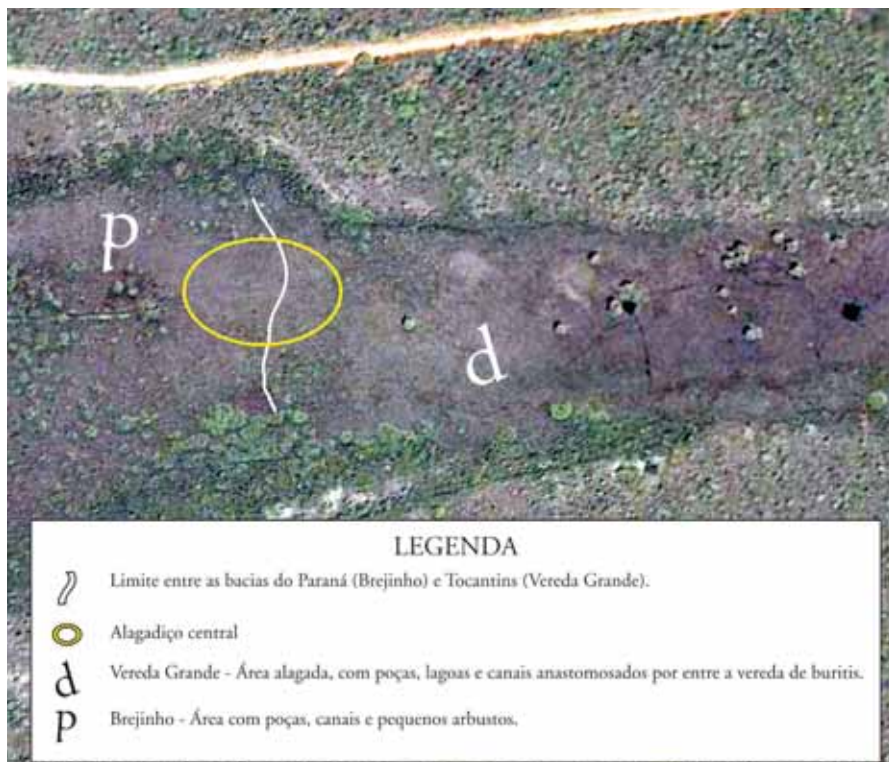 p
d
LEGENDA
Limite entre as bacias do Paraná (Brejinho) e Tocantins (Vereda Grande).
Alagadiço central
d Vereda Grande - Área alagada, com poças, lagoas e canais anastomosados por entre a vereda de buritis.
p Brejinho - Área com poças, canais e pequenos arbustos.